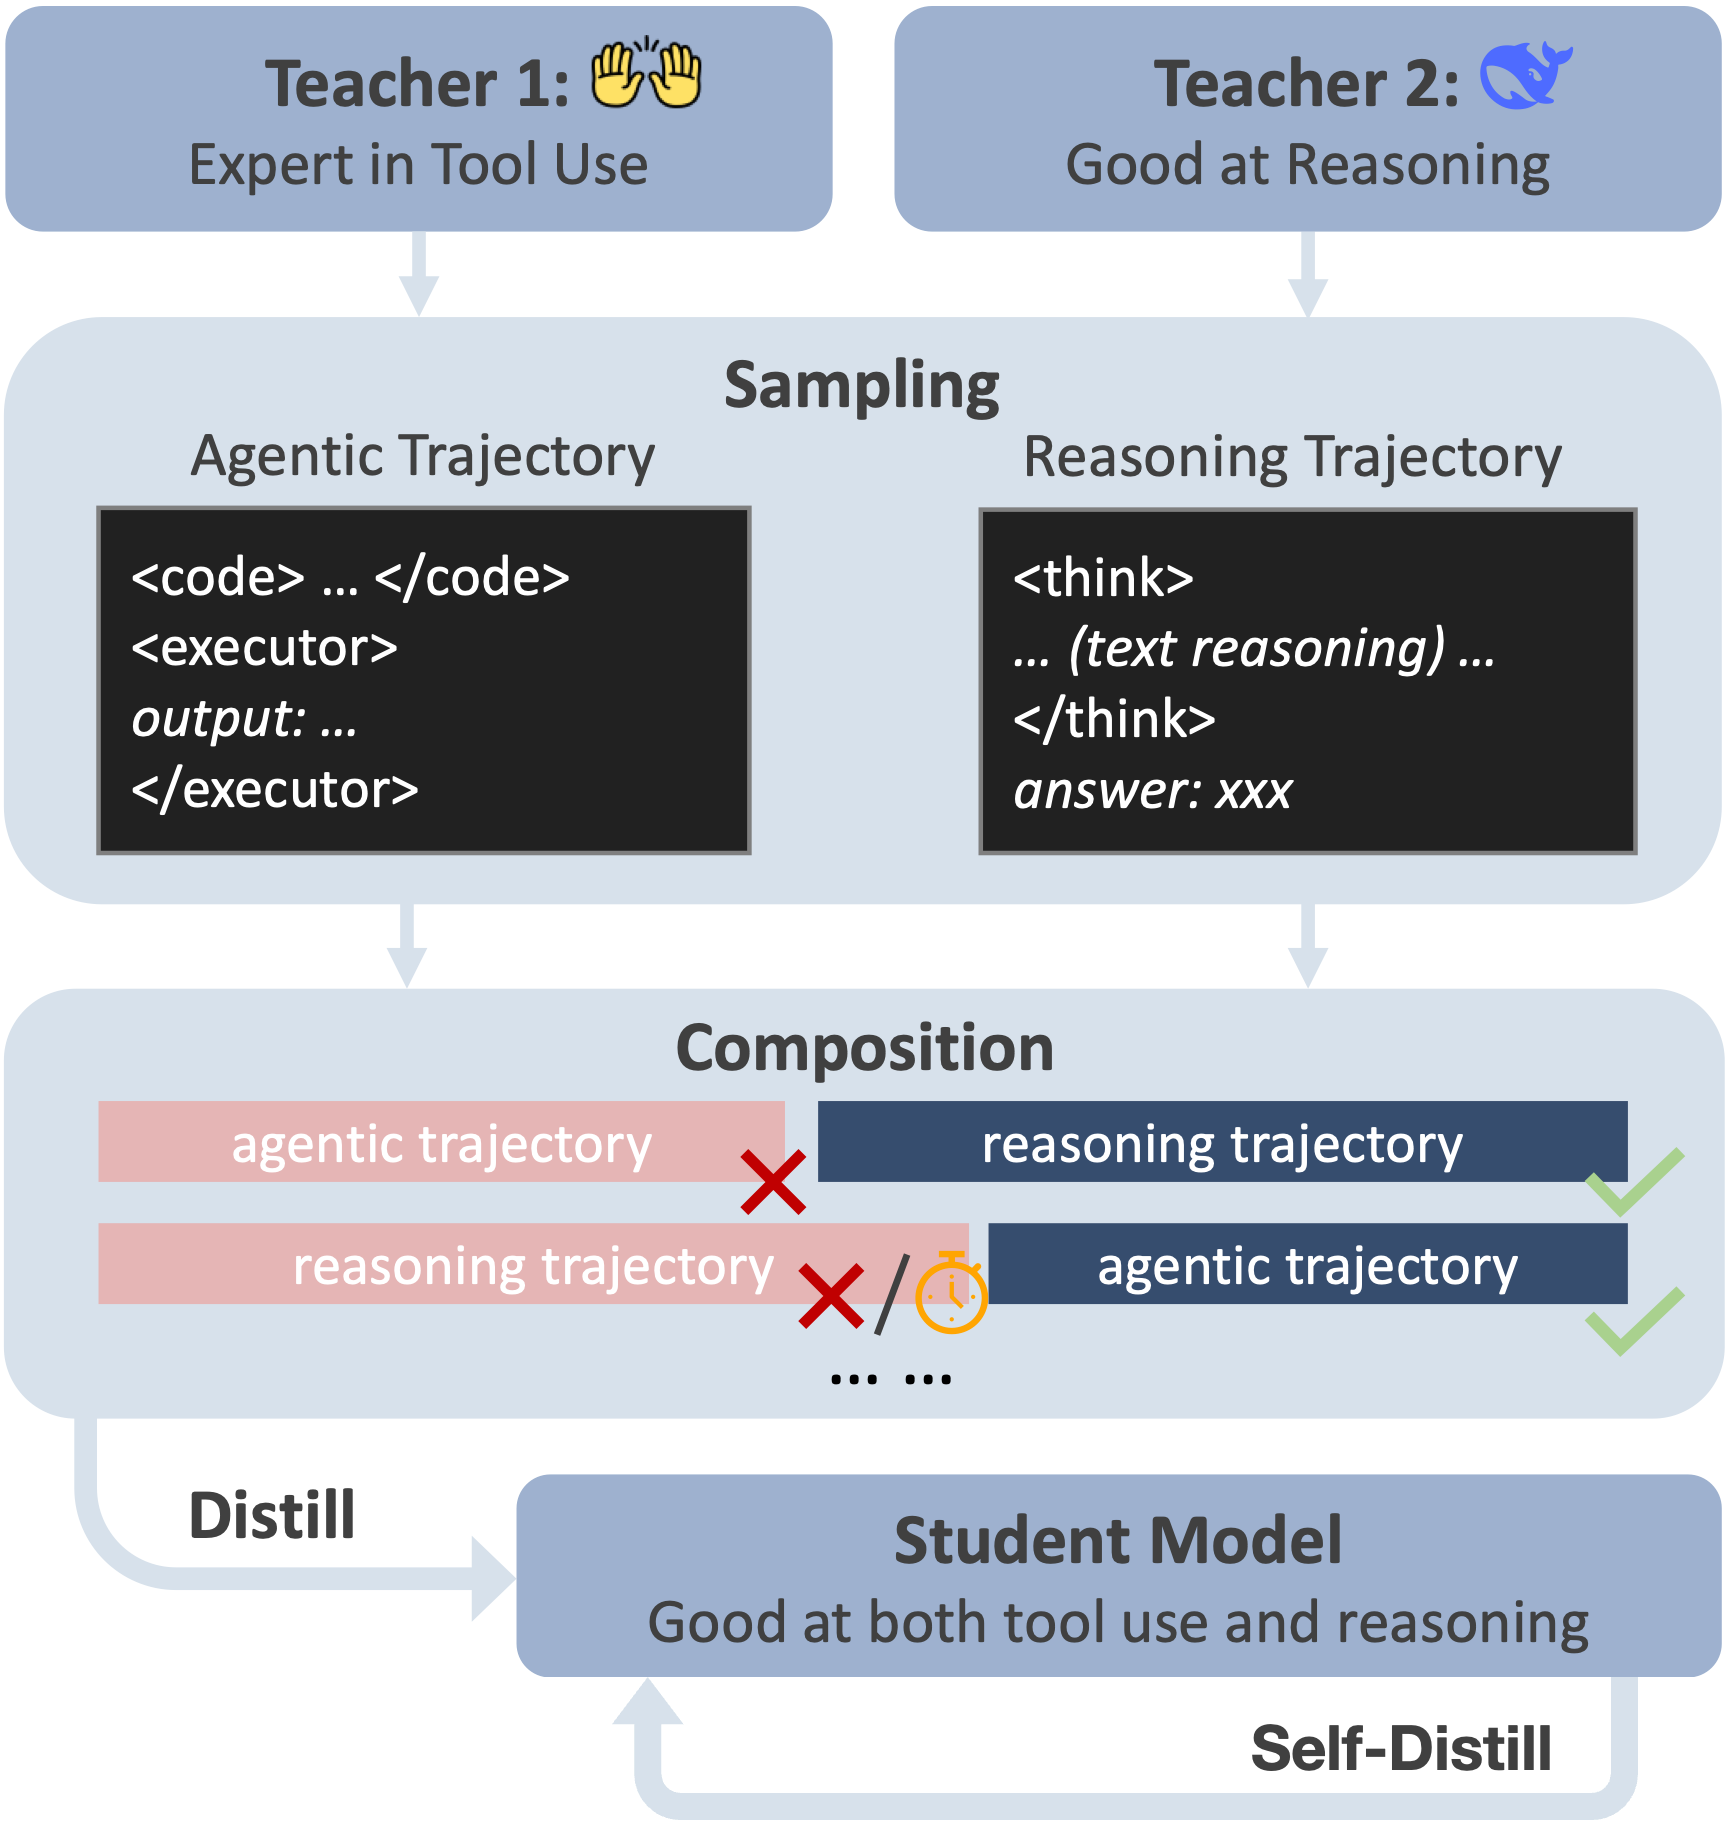 Teacher 1:
Expert in Tool Use
Teacher 2:
Good at Reasoning
Sampling
Agentic Trajectory
<code> ... </code>
<executor>
output: ...
</executor>
Reasoning Trajectory
<think>
... (text reasoning) ...
</think>
answer: xxx
Composition
agentic trajectory
reasoning trajectory
reasoning trajectory
/
agentic trajectory
... ...
Distill
Student Model
Good at both tool use and reasoning
Self-Distill